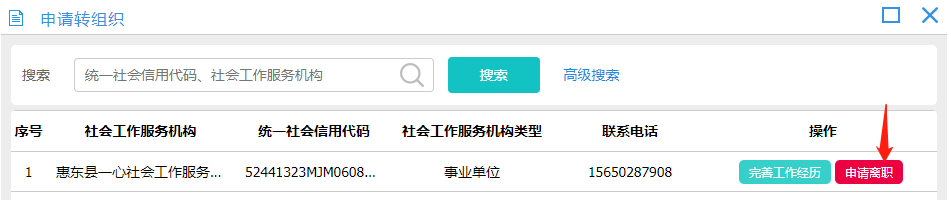 申请转组织
搜索 统一社会信用代码、社会工作服务机构 搜索 高级搜索
序号 社会工作服务机构 统一社会信用代码 社会工作服务机构类型 联系电话 操作
1 惠东县一心社会工作服务... 52441323MJM0608... 事业单位 15650287908 完善工作经历 申请离职